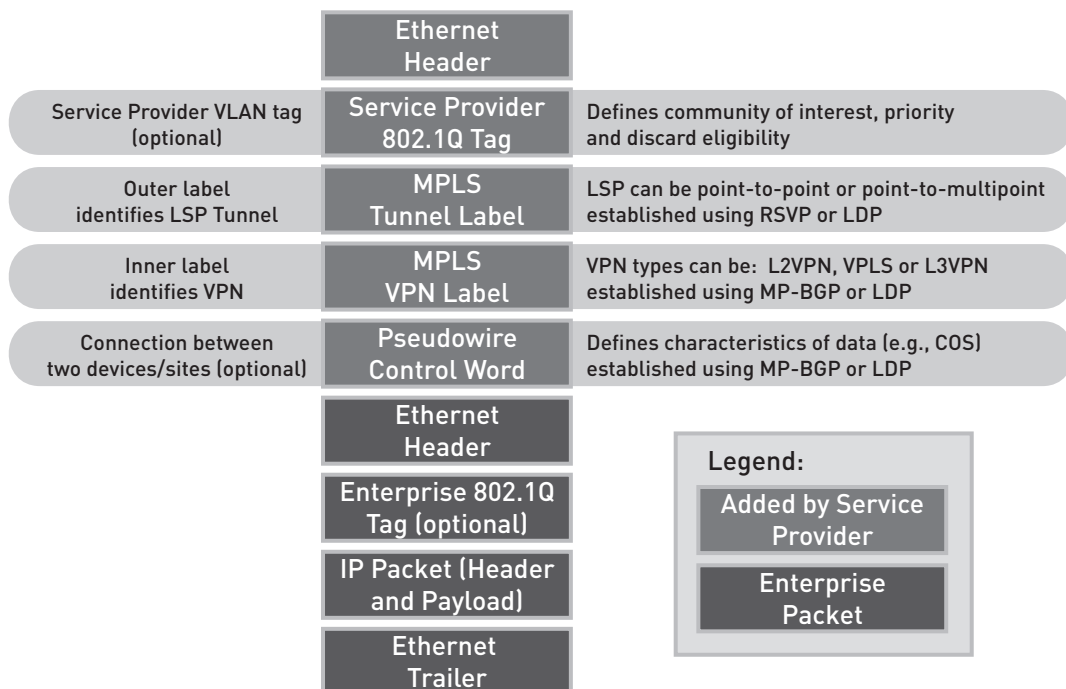 Ethernet
Header
Service Provider VLAN tag
(optional)
Service Provider
802.1Q Tag
Defines community of interest, priority
and discard eligibility
Outer label
identifies LSP Tunnel
MPLS
Tunnel Label
LSP can be point-to-point or point-to-multipoint
established using RSVP or LDP
Inner label
identifies VPN
MPLS
VPN Label
VPN types can be: L2VPN, VPLS or L3VPN
established using MP-BGP or LDP
Connection between
two devices/sites (optional)
Pseudowire
Control Word
Defines characteristics of data (e.g., COS)
established using MP-BGP or LDP
Ethernet
Header
Enterprise 802.1Q
Tag (optional)
IP Packet (Header
and Payload)
Ethernet
Trailer
Legend:
Added by Service
Provider
Enterprise
Packet